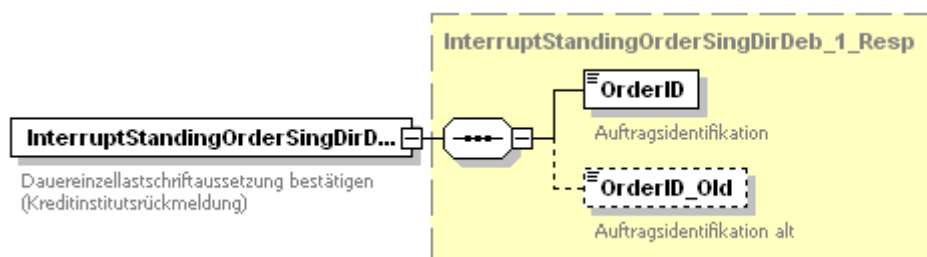 InterruptStandingOrderSingDirDeb_1_Resp
OrderID
Auftragsidentifikation
InterruptStandingOrderSingDirD...
Dauereinzellastschriftaussetzung bestätigen
(Kreditinstitutsrückmeldung)
OrderID_Old
Auftragsidentifikation alt